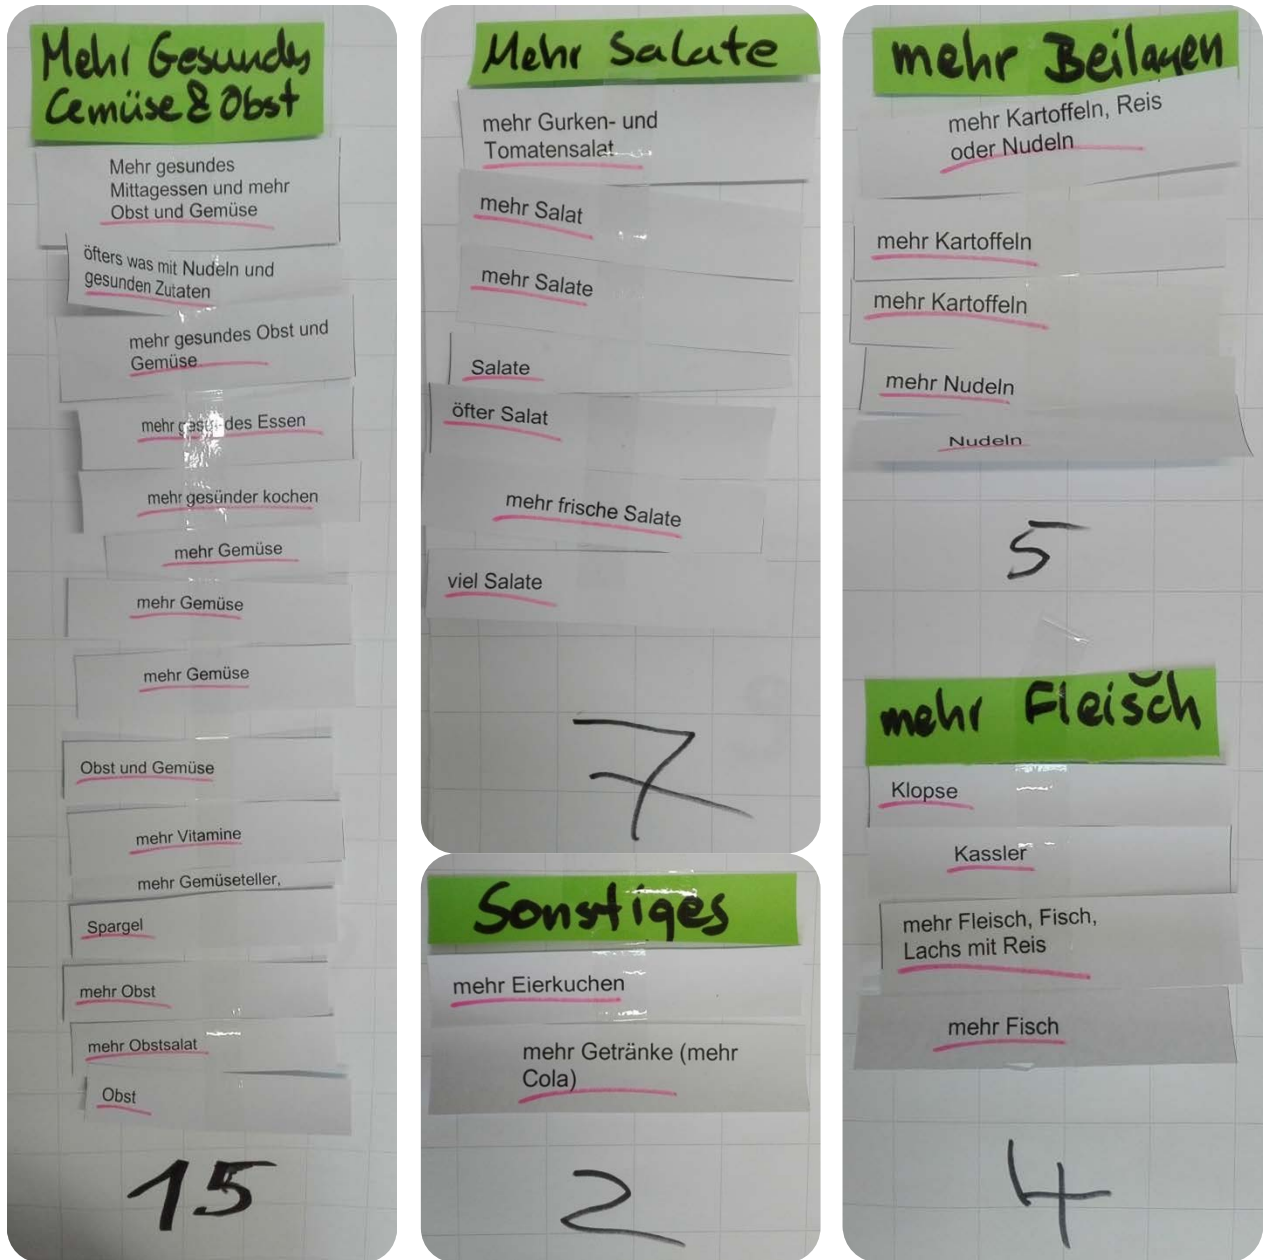 Mehr Gesundes
Gemüse & Obst
Mehr gesundes
Mittagessen und mehr
Obst und Gemüse
öfters was mit Nudeln und
gesunden Zutaten
mehr gesundes Obst und
Gemüse
mehr gesundes Essen
mehr gesünder kochen
mehr Gemüse
mehr Gemüse
mehr Gemüse
Obst und Gemüse
mehr Vitamine
mehr Gemüseteller,
Spargel
mehr Obst
mehr Obstsalat
Obst
15
Mehr Salate
mehr Gurken- und
Tomatensalat
mehr Salat
mehr Salate
Salate
öfter Salat
mehr frische Salate
viel Salate
7
Sonstiges
mehr Eierkuchen
mehr Getränke (mehr
Cola)
2
mehr Beilagen
mehr Kartoffeln, Reis
oder Nudeln
mehr Kartoffeln
mehr Kartoffeln
mehr Nudeln
Nudeln
5
mehr Fleisch
Klopse
Kassler
mehr Fleisch, Fisch,
Lachs mit Reis
mehr Fisch
4